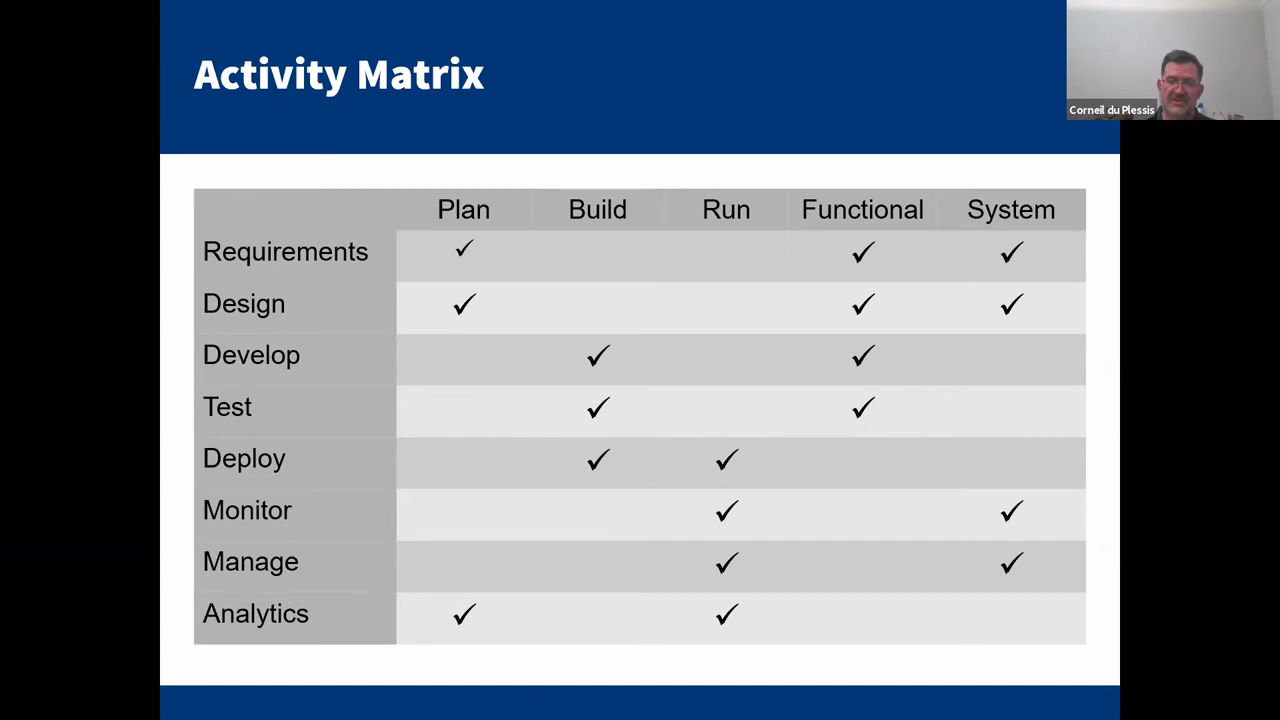 Activity Matrix
Corneil du Plessis
Plan Build Run Functional System
Requirements ✓ ✓ ✓
Design ✓ ✓ ✓
Develop ✓ ✓
Test ✓ ✓
Deploy ✓ ✓
Monitor ✓ ✓
Manage ✓ ✓
Analytics ✓ ✓